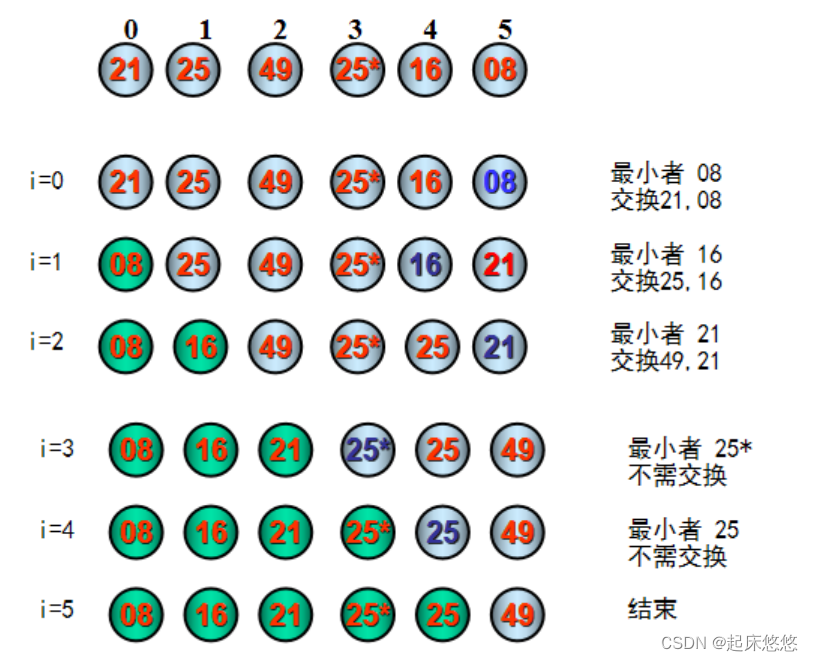 0 1 2 3 4 5
21 25 49 25* 16 08
i=0 21 25 49 25* 16 08 最小者 08
交换21,08
i=1 08 25 49 25* 16 21 最小者 16
交换25,16
i=2 08 16 49 25* 25 21 最小者 21
交换49,21
i=3 08 16 21 25* 25 49 最小者 25*
不需交换
i=4 08 16 21 25* 25 49 最小者 25
不需交换
i=5 08 16 21 25* 25 49 结束
CSDN @起床悠悠